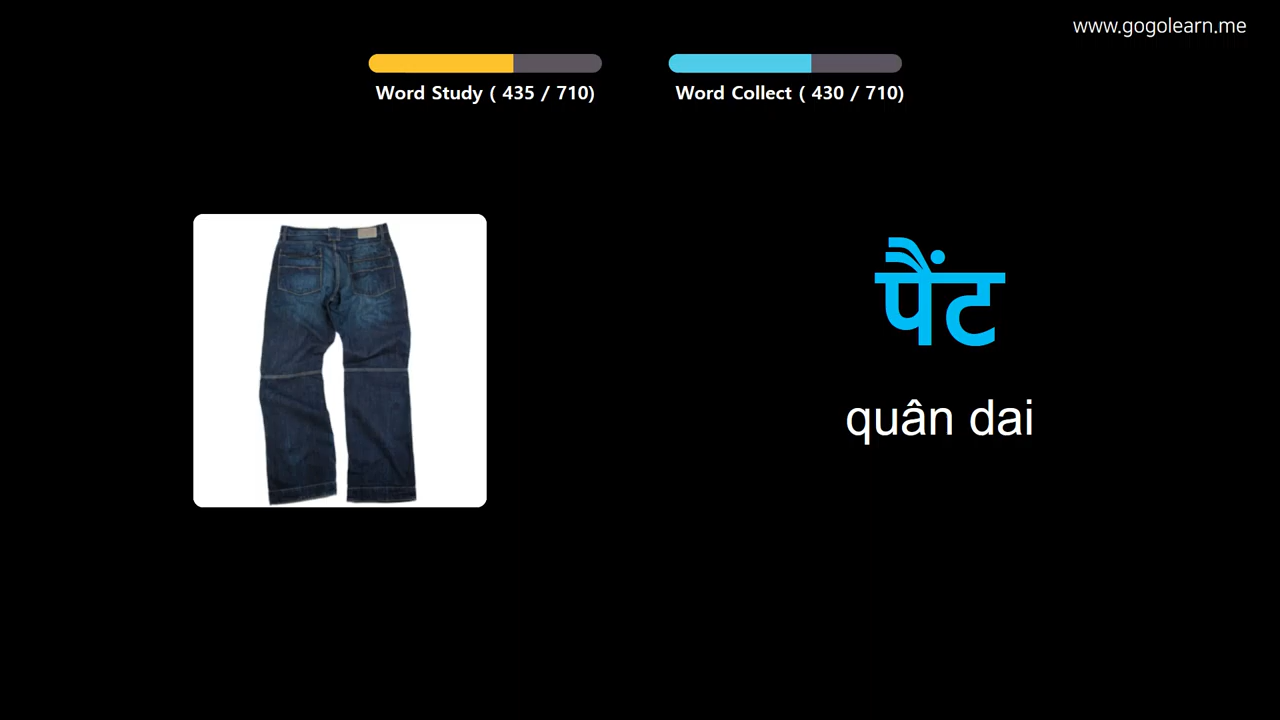 www.gogolearn.me
Word Study ( 435 / 710)
Word Collect ( 430 / 710)
पैंट
quân dai